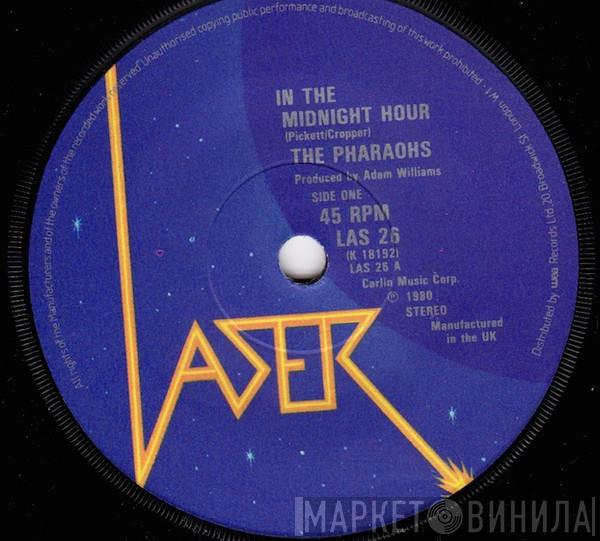 All rights of the Manufacturers and of the owners of the recorded work reserved. Unauthorised copying public performance and broadcasting of this work prohibited.
Distributed by wea Records Ltd. 20 Broadwick St. London W1
IN THE
MIDNIGHT HOUR
(Pickett/Cropper)
THE PHARAOHS
Produced by Adam Williams
SIDE ONE
45 RPM
LAS 26
(K 18192)
LAS 26 A
Carlin Music Corp.
℗ 1980
STEREO
Manufactured
in the UK
LASER
МАРКЕТ ВИНИЛА